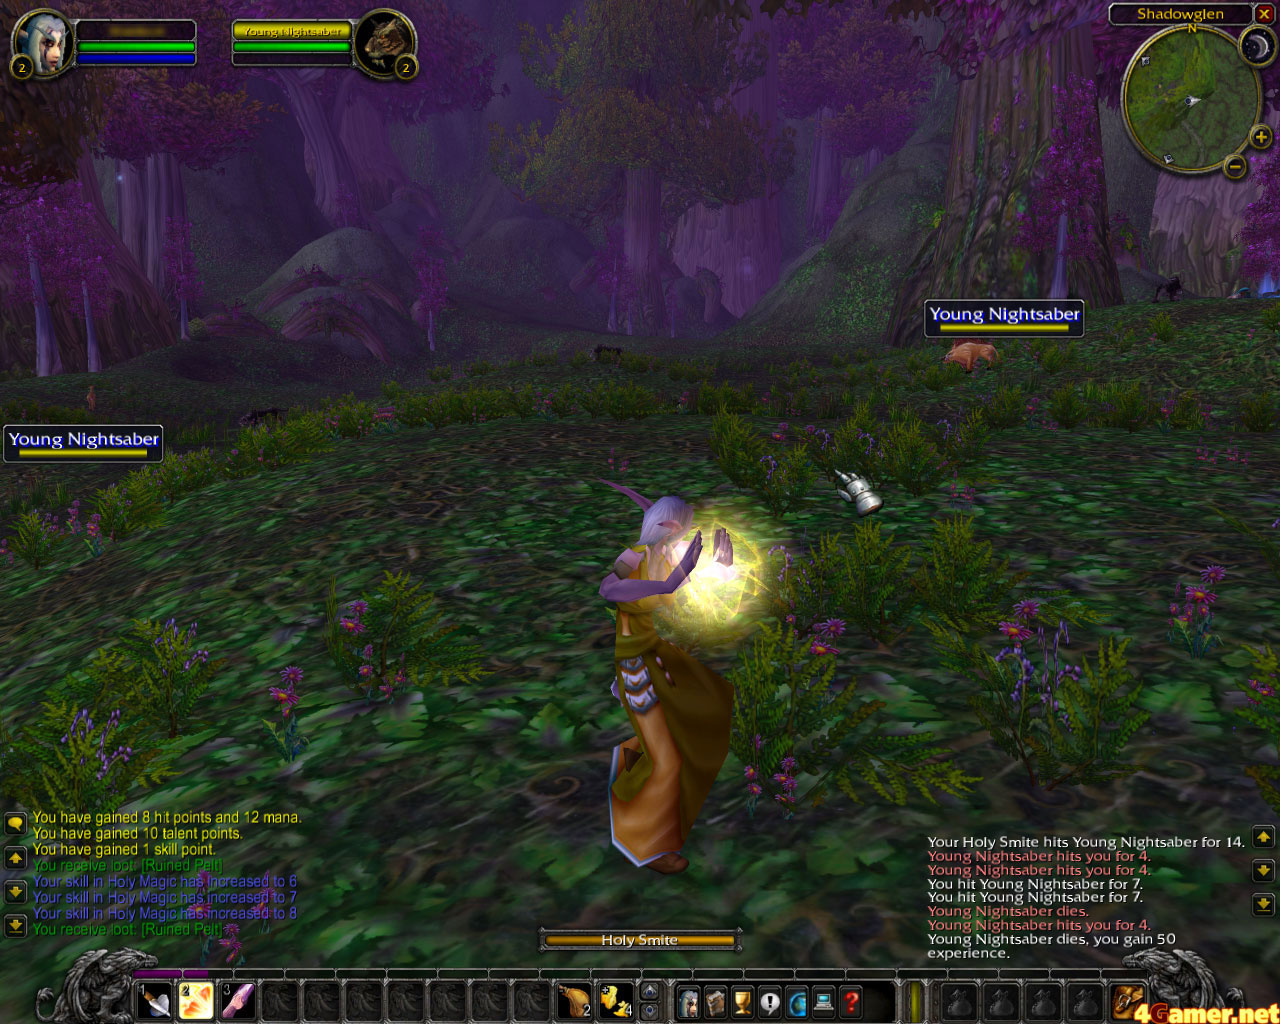 Young Nightsaber
2
2
Shadowglen
N
Young Nightsaber
Young Nightsaber
You have gained 8 hit points and 12 mana.
You have gained 10 talent points.
You have gained 1 skill point.
You receive loot: [Ruined Pelt]
Your skill in Holy Magic has increased to 6
Your skill in Holy Magic has increased to 7
Your skill in Holy Magic has increased to 8
You receive loot: [Ruined Pelt]
Your Holy Smite hits Young Nightsaber for 14.
Young Nightsaber hits you for 4.
Young Nightsaber hits you for 4.
You hit Young Nightsaber for 7.
You hit Young Nightsaber for 7.
Young Nightsaber dies.
Young Nightsaber hits you for 4.
Young Nightsaber dies, you gain 50
experience.
Holy Smite
1 2 3 2 4
4Gamer.net